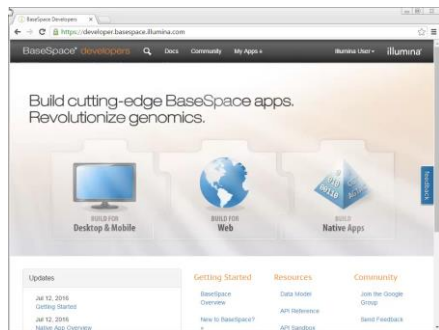 BaseSpace Developers
https://developer.basespace.illumina.com
BaseSpace® developers Docs Community My Apps Illumina User illumina®
Build cutting-edge BaseSpace apps.
Revolutionize genomics.
BUILD FOR
Desktop & Mobile
BUILD FOR
Web
BUILD
Native Apps
feedback
Updates
Jul 12, 2016
Getting Started
Jul 12, 2016
Native App Overview
Getting Started
BaseSpace
Overview
New to BaseSpace?
Resources
Data Model
API Reference
API Sandbox
Community
Join the Google
Group
Send Feedback